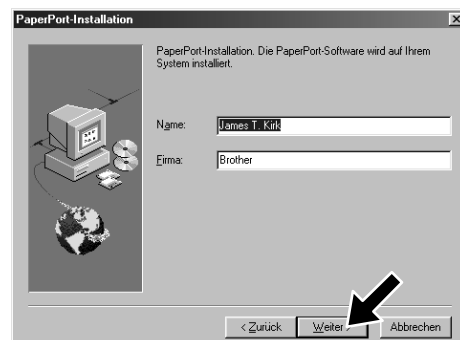 PaperPort-Installation
PaperPort-Installation. Die PaperPort-Software wird auf Ihrem
System installiert.
Name: James T. Kirk
Firma: Brother
< Zurück Weiter Abbrechen